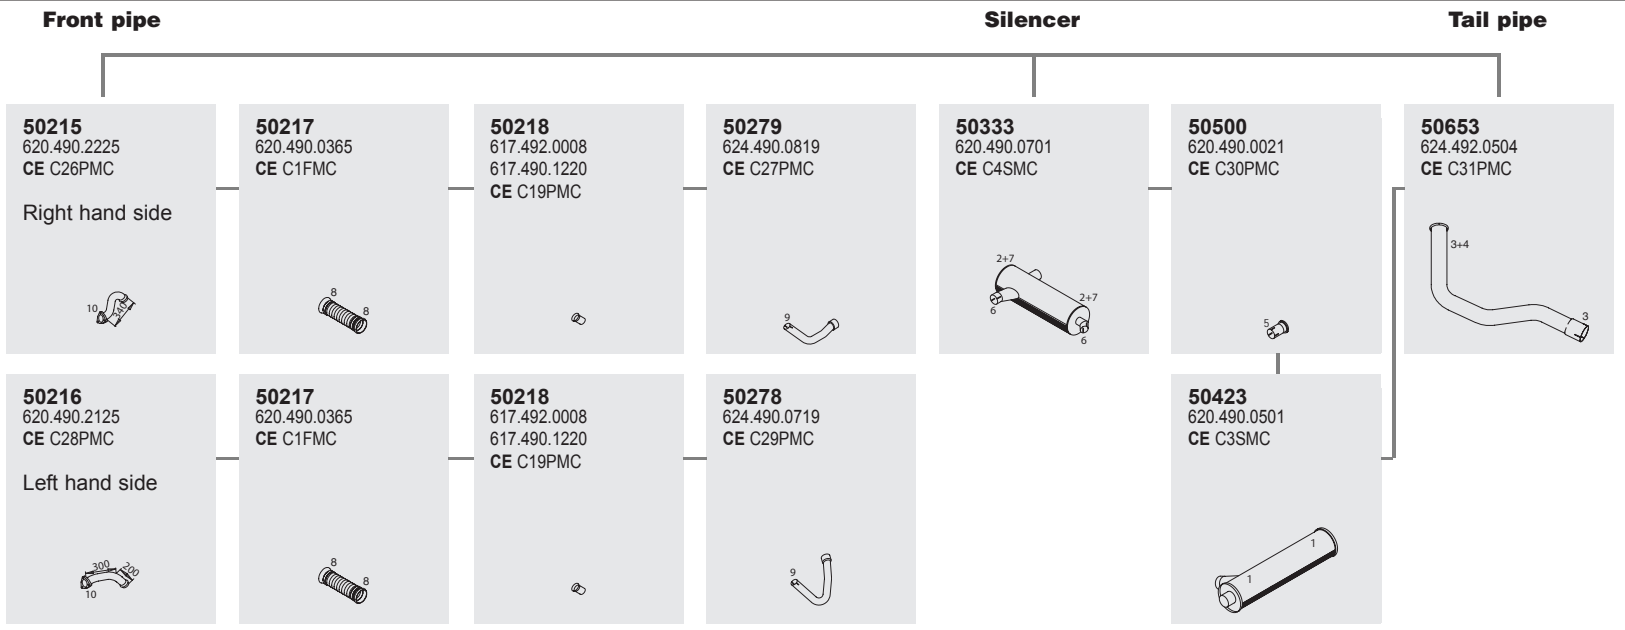 Front pipe
Silencer
Tail pipe
50215
620.490.2225
CE C26PMC
Right hand side
10
340
50217
620.490.0365
CE C1FMC
8
8
50218
617.492.0008
617.490.1220
CE C19PMC
50279
624.490.0819
CE C27PMC
9
50333
620.490.0701
CE C4SMC
2+7
2+7
6
6
50500
620.490.0021
CE C30PMC
5
50653
624.492.0504
CE C31PMC
3+4
3
50216
620.490.2125
CE C28PMC
Left hand side
300
200
10
50217
620.490.0365
CE C1FMC
8
8
50218
617.492.0008
617.490.1220
CE C19PMC
50278
624.490.0719
CE C29PMC
9
50423
620.490.0501
CE C3SMC
1
1